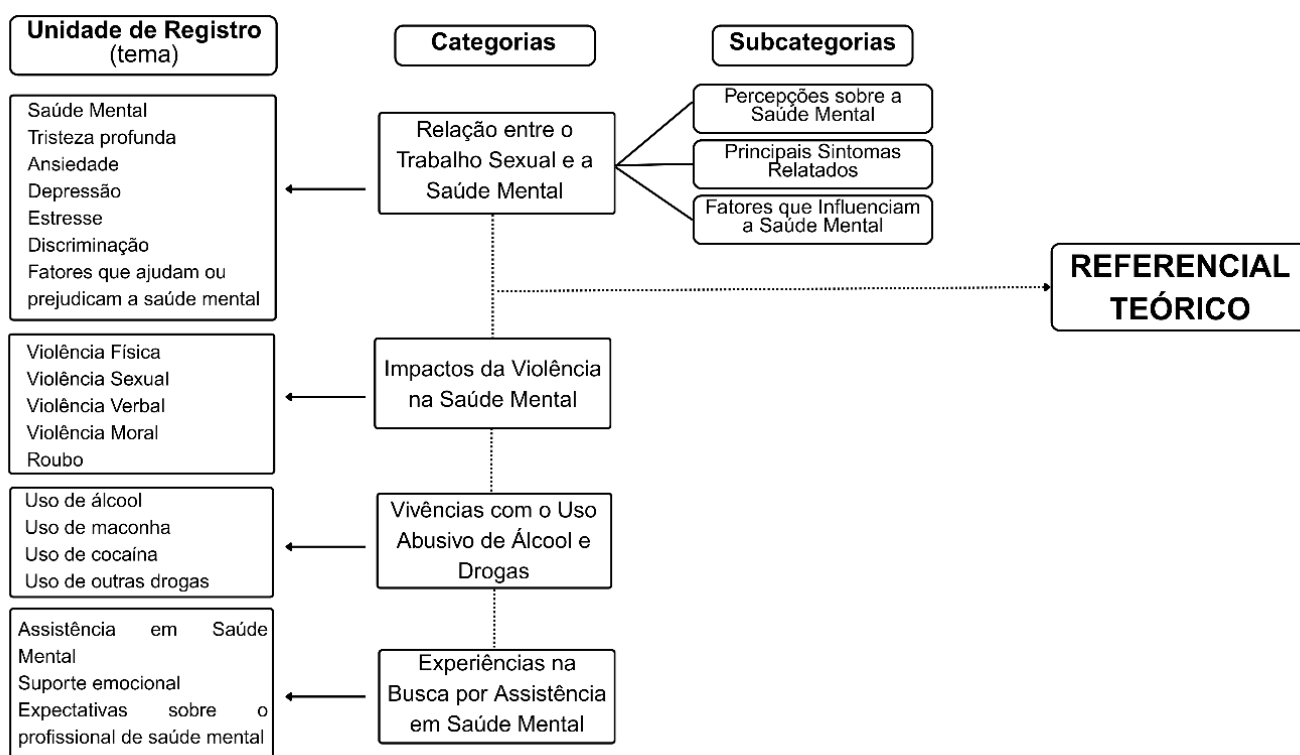 Unidade de Registro
(tema)
Categorias
Subcategorias
Saúde Mental
Tristeza profunda
Ansiedade
Depressão
Estresse
Discriminação
Fatores que ajudam ou
prejudicam a saúde mental
Relação entre o
Trabalho Sexual e a
Saúde Mental
Percepções sobre a
Saúde Mental
Principais Sintomas
Relatados
Fatores que Influenciam
a Saúde Mental
REFERENCIAL
TEÓRICO
Violência Física
Violência Sexual
Violência Verbal
Violência Moral
Roubo
Impactos da Violência
na Saúde Mental
Uso de álcool
Uso de maconha
Uso de cocaína
Uso de outras drogas
Vivências com o Uso
Abusivo de Álcool e
Drogas
Assistência em Saúde
Mental
Suporte emocional
Expectativas sobre o
profissional de saúde mental
Experiências na
Busca por Assistência
em Saúde Mental